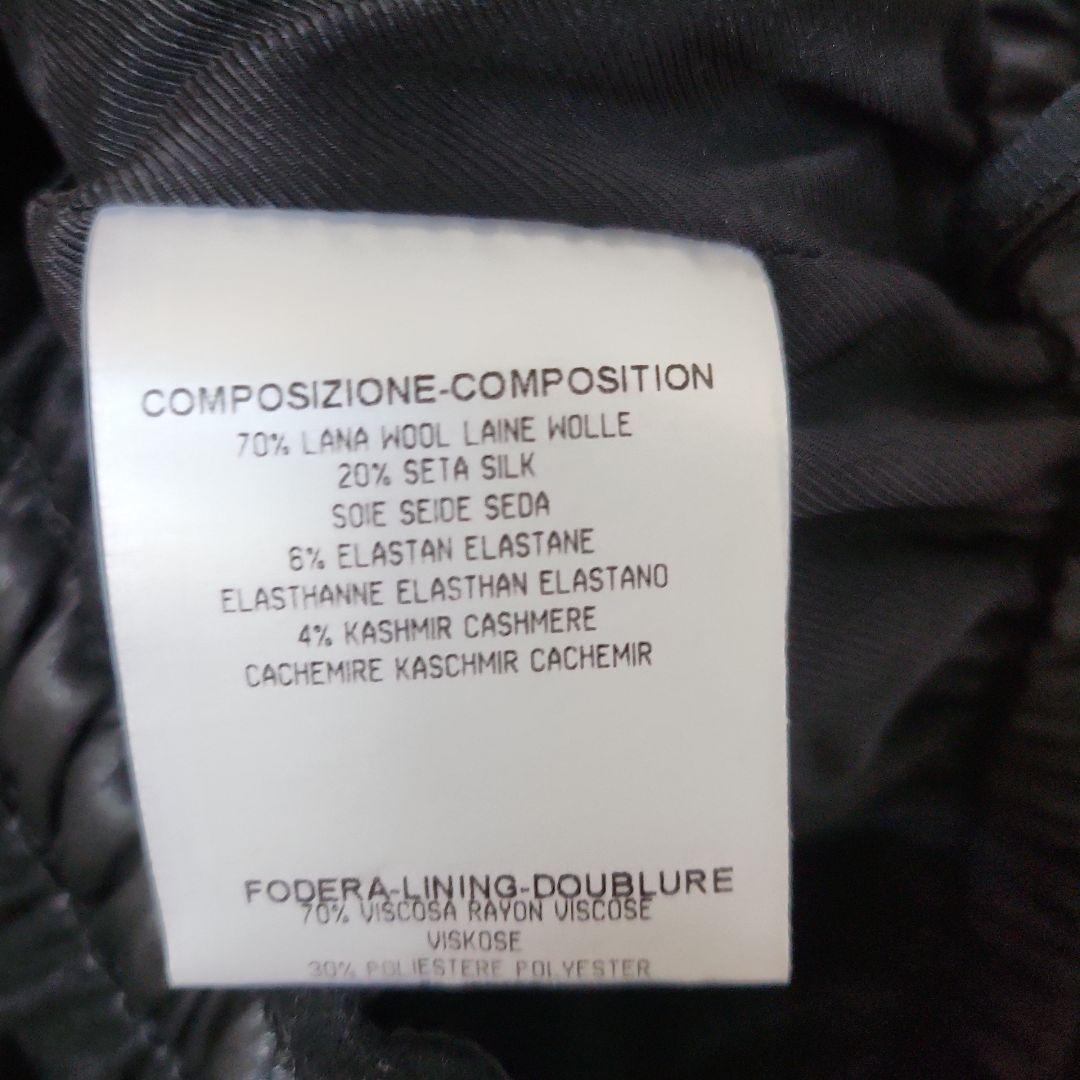 COMPOSIZIONE-COMPOSITION
70% LANA WOOL LAINE WOLLE
20% SETA SILK
SOIE SEIDE SEDA
6% ELASTAN ELASTANE
ELASTHANNE ELASTHAN ELASTANO
4% KASHMIR CASHMERE
CACHEMIRE KASCHMIR CACHEMIR
FODERA-LINING-DOUBLURE
70% VISCOSA RAYON VISCOSE
VISKOSE
30% POLIESTERE POLYESTER